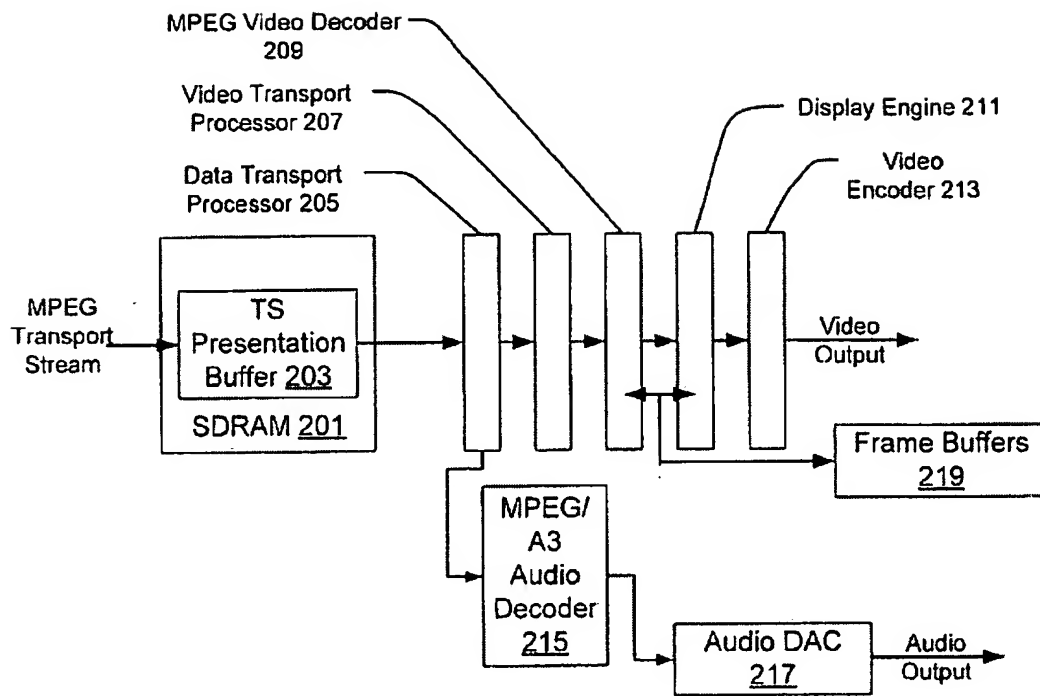 MPEG Video Decoder
209
Video Transport
Processor 207
Data Transport
Processor 205
Display Engine 211
Video
Encoder 213
MPEG
Transport
Stream
TS
Presentation
Buffer 203
SDRAM 201
Video
Output
Frame Buffers
219
MPEG/
A3
Audio
Decoder
215
Audio DAC
217
Audio
Output